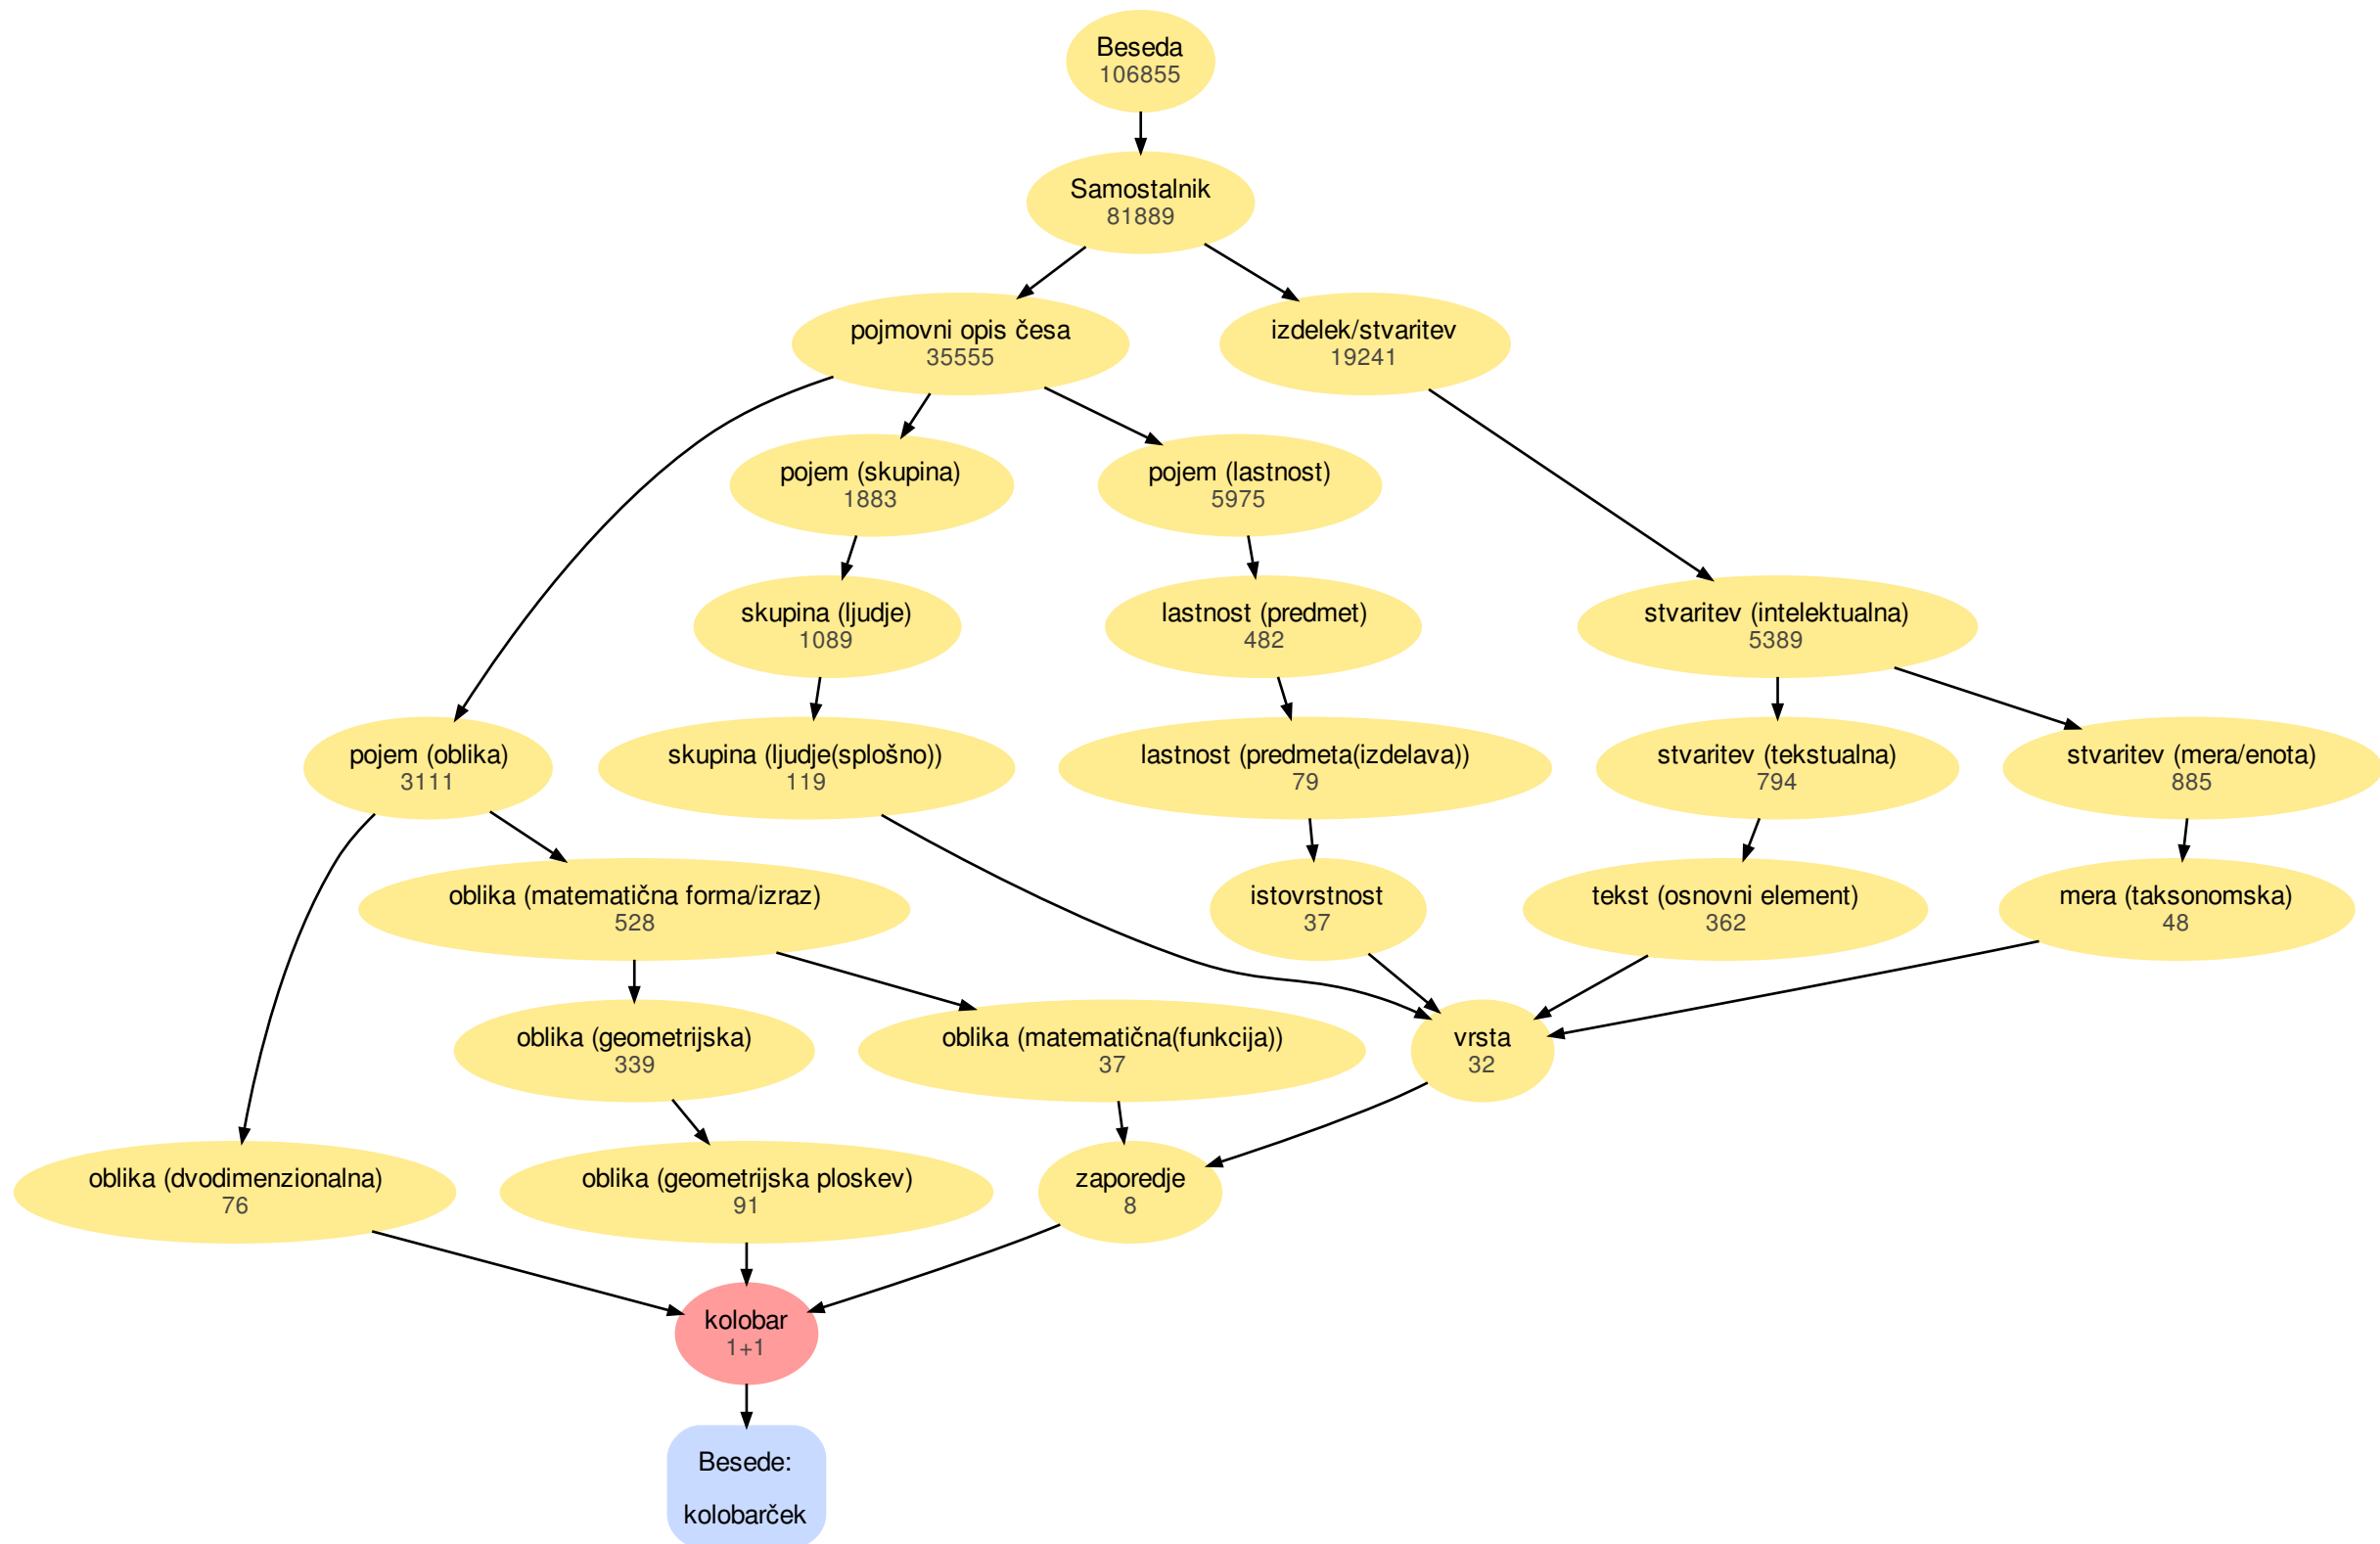 Beseda
106855
Samostalnik
81889
pojmovni opis česa
35555
izdelek/stvaritev
19241
pojem (skupina)
1883
pojem (lastnost)
5975
skupina (ljudje)
1089
lastnost (predmet)
482
stvaritev (intelektualna)
5389
pojem (oblika)
3111
skupina (ljudje(splošno))
119
lastnost (predmeta(izdelava))
79
stvaritev (tekstualna)
794
stvaritev (mera/enota)
885
oblika (matematična forma/izraz)
528
istovrstnost
37
tekst (osnovni element)
362
mera (taksonomska)
48
oblika (geometrijska)
339
oblika (matematična(funkcija))
37
vrsta
32
oblika (dvodimenzionalna)
76
oblika (geometrijska ploskev)
91
zaporedje
8
kolobar
1+1
Besede:
kolobarček